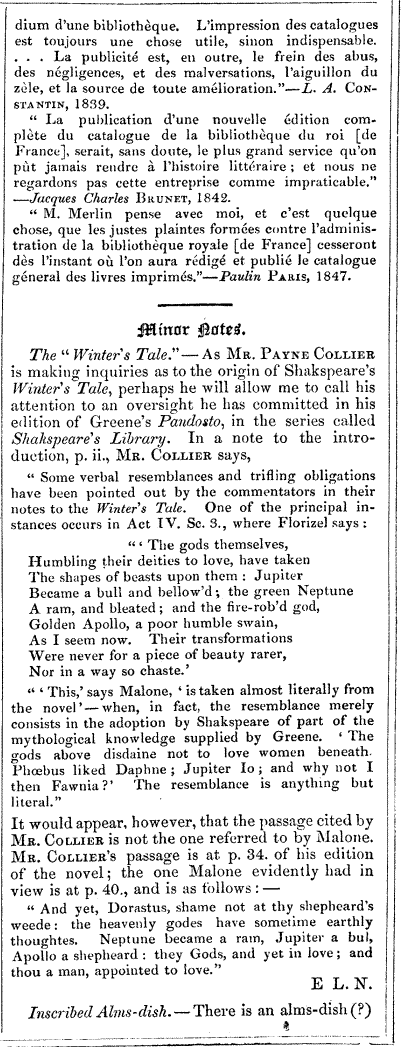 dium d'une bibliothèque. L'impression des catalogues
est toujours une chose utile, sinon indispensable.
. . . La publicité est, en outre, le frein des abus,
des négligences, et des malversations, l'aiguillon du
zèle, et la source de toute amélioration."—L. A. CON-
STANTIN, 1839.
" La publication d'une nouvelle édition com-
plète du catalogue de la bibliothèque du roi [de
France], serait, sans doute, le plus grand service qu'on
pût jamais rendre à l'histoire littéraire ; et nous ne
regardons pas cette entreprise comme impraticable."
—Jacques Charles BRUNET, 1842.
" M. Merlin pense avec moi, et c'est quelque
chose, que les justes plaintes formées contre l'adminis-
tration de la bibliothèque royale [de France] cesseront
dès l'instant où l'on aura rédigé et publié le catalogue
géneral des livres imprimés."—Paulin PARIS, 1847.
Minor Notes.
The " Winter's Tale."—AS MR. PAYNE COLLIER
is making inquiries as to the origin of Shakspeare's
Winter's Tale, perhaps he will allow me to call his
attention to an oversight he has committed in his
edition of Greene's Pandosto, in the series called
Shakspeare's Library. In a note to the intro-
duction, p. ii., MR. COLLIER says,
" Some verbal resemblances and trifling obligations
have been pointed out by the commentators in their
notes to the Winter's Tale. One of the principal in-
stances occurs in Act IV. Sc. 3., where Florizel says :
"' The gods themselves,
Humbling their deities to love, have taken
The shapes of beasts upon them : Jupiter
Became a bull and bellow'd ; the green Neptune
A ram, and bleated ; and the fire-rob'd god,
Golden Apollo, a poor humble swain,
As I seem now. Their transformations
Were never for a piece of beauty rarer,
Nor in a way so chaste.'
" ' This,' says Malone, ' is taken almost literally from
the novel'—when, in fact, the resemblance merely
consists in the adoption by Shakspeare of part of the
mythological knowledge supplied by Greene. ' The
gods above disdaine not to love women beneath.
Phœbus liked Daphne ; Jupiter Io ; and why not I
then Fawnia ?' The resemblance is anything but
literal."
It would appear, however, that the passage cited by
MR. COLLIER is not the one referred to by Malone.
MR. COLLIER's passage is at p. 34. of his edition
of the novel ; the one Malone evidently had in
view is at p. 40., and is as follows : —
" And yet, Dorastus, shame not at thy shepheard's
weede : the heavenly godes have sometime earthly
thoughtes. Neptune became a ram, Jupiter a bul,
Apollo a shepheard : they Gods, and yet in love ; and
thou a man, appointed to love."
E L. N.
Inscribed Alms-dish.—There is an alms-dish (?)